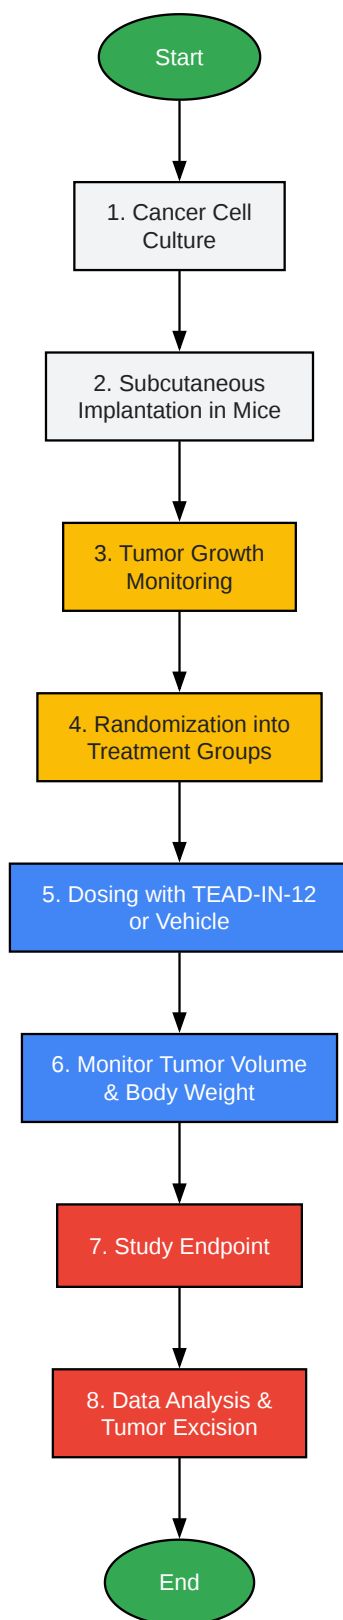 Start
1. Cancer Cell
Culture
2. Subcutaneous
Implantation in Mice
3. Tumor Growth
Monitoring
4. Randomization into
Treatment Groups
5. Dosing with TEAD-IN-12
or Vehicle
6. Monitor Tumor Volume
& Body Weight
7. Study Endpoint
8. Data Analysis &
Tumor Excision
End